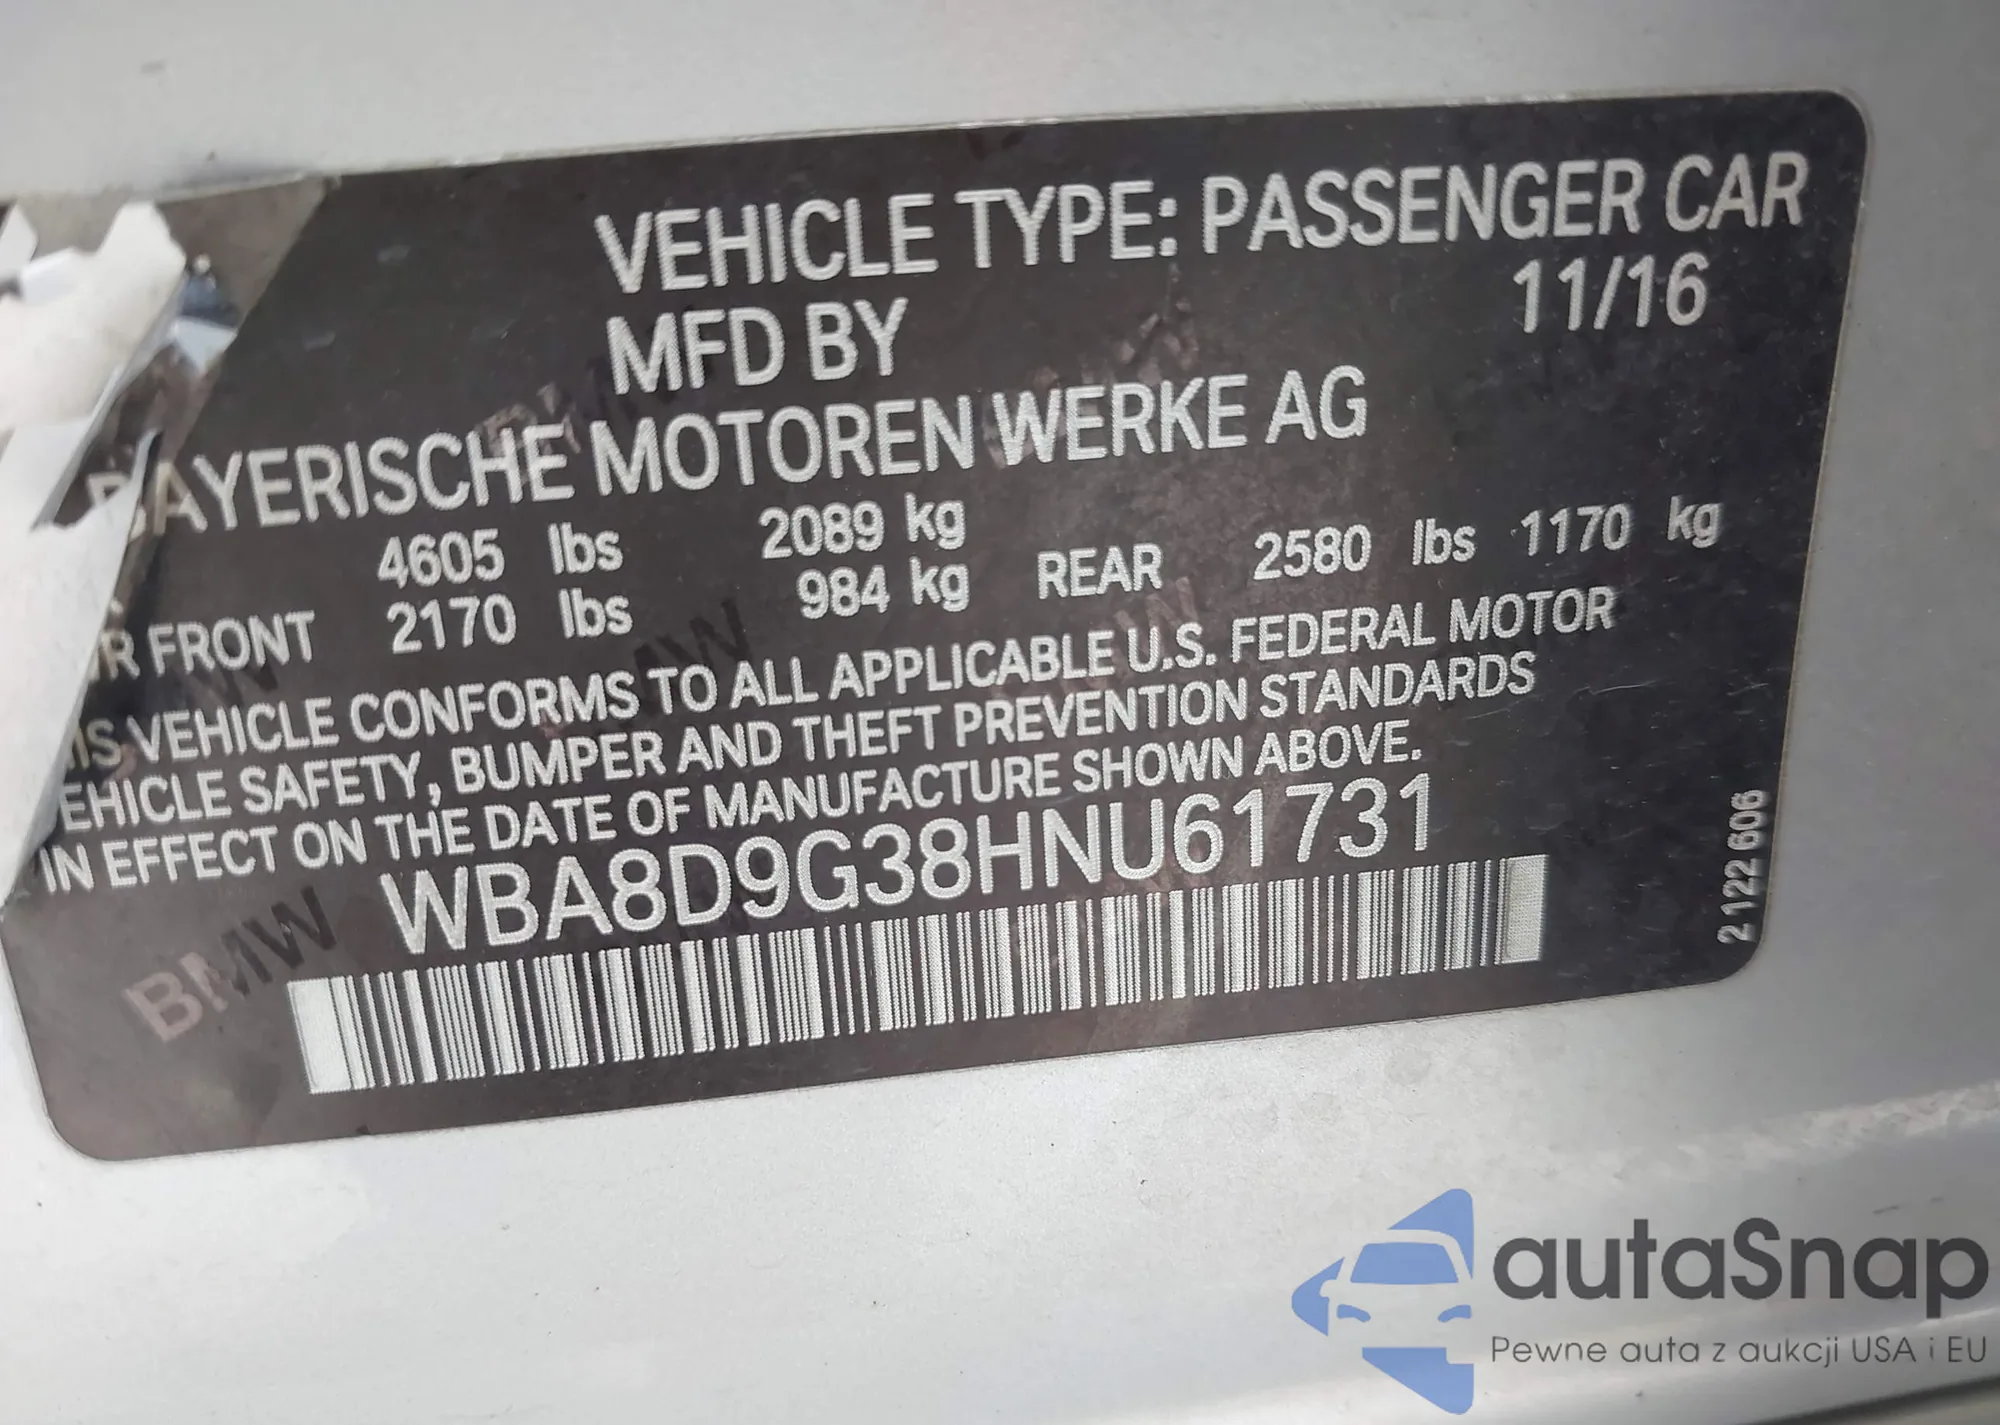 VEHICLE TYPE: PASSENGER CAR
MFD BY 11/16
BAYERISCHE MOTOREN WERKE AG
4605 lbs 2089 kg
R FRONT 2170 lbs 984 kg REAR 2580 lbs 1170 kg
IS VEHICLE CONFORMS TO ALL APPLICABLE U.S. FEDERAL MOTOR
EHICLE SAFETY, BUMPER AND THEFT PREVENTION STANDARDS
IN EFFECT ON THE DATE OF MANUFACTURE SHOWN ABOVE.
WBA8D9G38HNU61731
2 122 606
BMW
autaSnap
Pewne auta z aukcji USA i EU